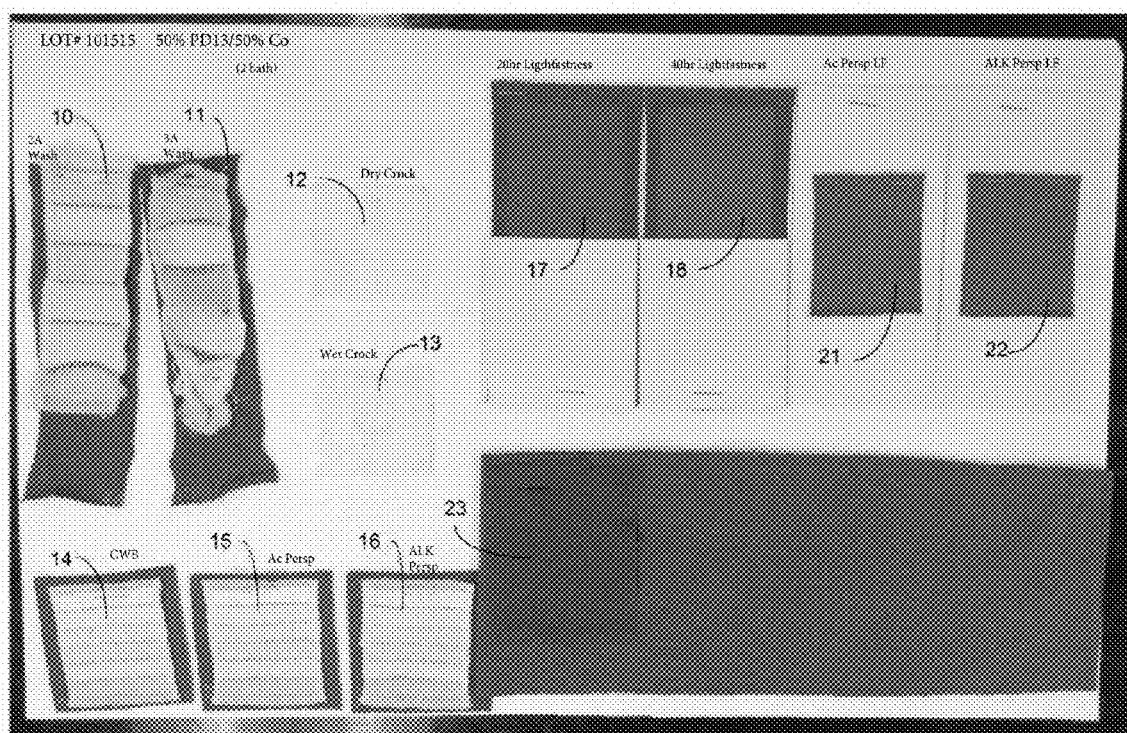 LOT# 101515 50% PD13/50% Co
(2 bath)
20hr Lightfastness
40hr Lightfastness
Ac Persp LF
ALK Persp LF
10
11
2A
Wash
3A
Wash
12
Dry Crock
17
18
21
22
Wet Crock
13
23
14
CWB
15
Ac Persp
16
ALK
Persp